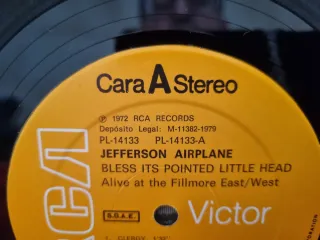 Cara A Stereo
℗ 1972 RCA RECORDS
Depósito Legal: M-11382-1979
PL-14133 PL-14133-A
JEFFERSON AIRPLANE
BLESS ITS POINTED LITTLE HEAD
Alive at the Fillmore East/West
RCA
S.G.A.E.
Victor